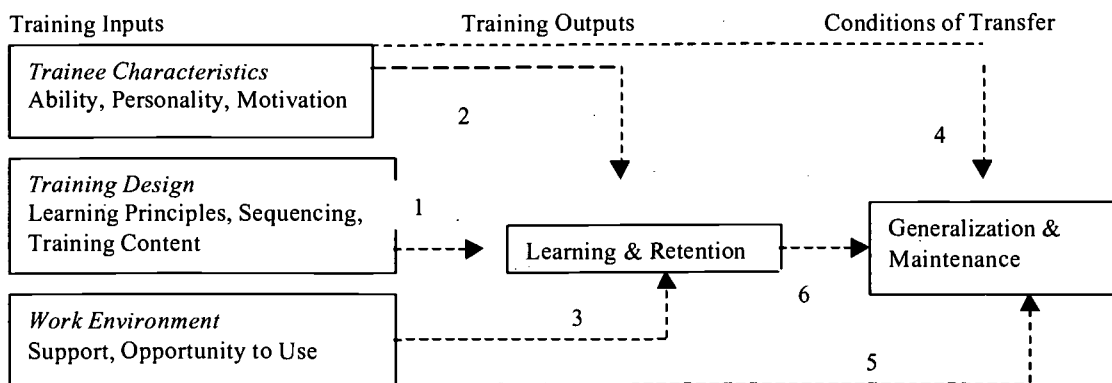 Training Inputs Training Outputs Conditions of Transfer
Trainee Characteristics
Ability, Personality, Motivation
2
4
Training Design
Learning Principles, Sequencing,
Training Content
1
Learning & Retention
Generalization &
Maintenance
6
3
Work Environment
Support, Opportunity to Use
5